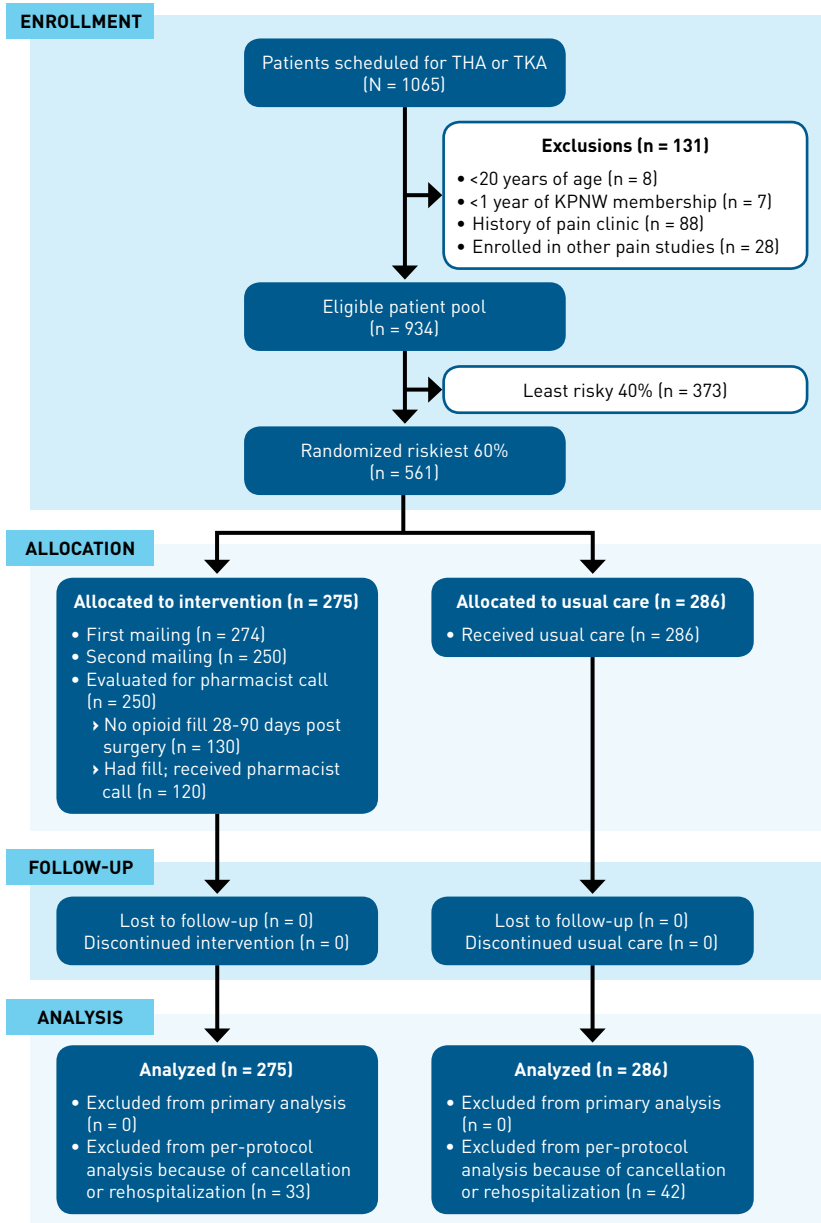 ENROLLMENT
Patients scheduled for THA or TKA
(N = 1065)
Exclusions (n = 131)
• <20 years of age (n = 8)
• <1 year of KPNW membership (n = 7)
• History of pain clinic (n = 88)
• Enrolled in other pain studies (n = 28)
Eligible patient pool
(n = 934)
Least risky 40% (n = 373)
Randomized riskiest 60%
(n = 561)
ALLOCATION
Allocated to intervention (n = 275)
• First mailing (n = 274)
• Second mailing (n = 250)
• Evaluated for pharmacist call
(n = 250)
› No opioid fill 28-90 days post
surgery (n = 130)
› Had fill; received pharmacist
call (n = 120)
Allocated to usual care (n = 286)
• Received usual care (n = 286)
FOLLOW-UP
Lost to follow-up (n = 0)
Discontinued intervention (n = 0)
Lost to follow-up (n = 0)
Discontinued usual care (n = 0)
ANALYSIS
Analyzed (n = 275)
• Excluded from primary analysis
(n = 0)
• Excluded from per-protocol
analysis because of cancellation
or rehospitalization (n = 33)
Analyzed (n = 286)
• Excluded from primary analysis
(n = 0)
• Excluded from per-protocol
analysis because of cancellation
or rehospitalization (n = 42)